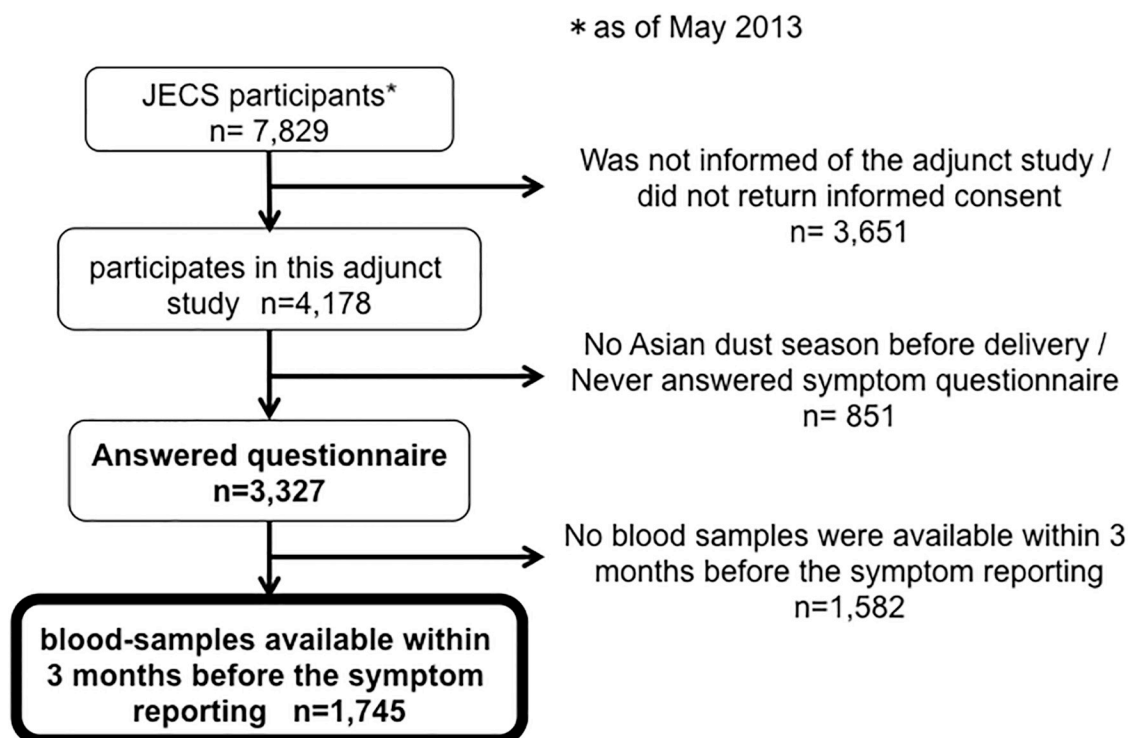 * as of May 2013
JECS participants*
n= 7,829
Was not informed of the adjunct study /
did not return informed consent
n= 3,651
participates in this adjunct
study n=4,178
No Asian dust season before delivery /
Never answered symptom questionnaire
n= 851
Answered questionnaire
n=3,327
No blood samples were available within 3
months before the symptom reporting
n=1,582
blood-samples available within
3 months before the symptom
reporting n=1,745